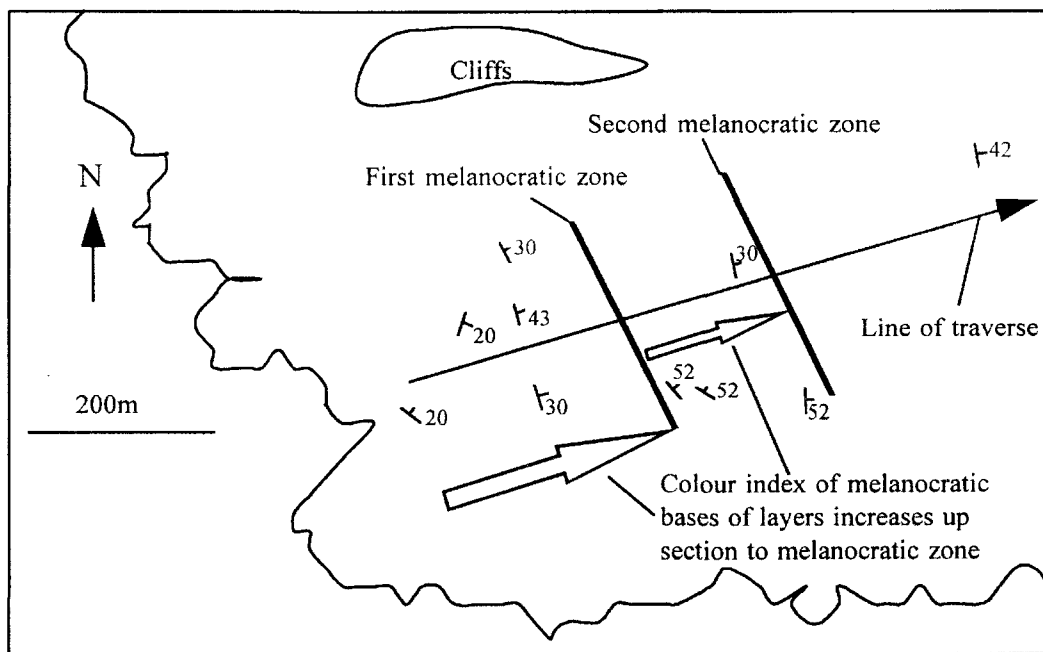 Cliffs
Second melanocratic zone
42
N
First melanocratic zone
30
30
43
20
Line of traverse
52
52
200m
20
30
52
Colour index of melanocratic
bases of layers increases up
section to melanocratic zone